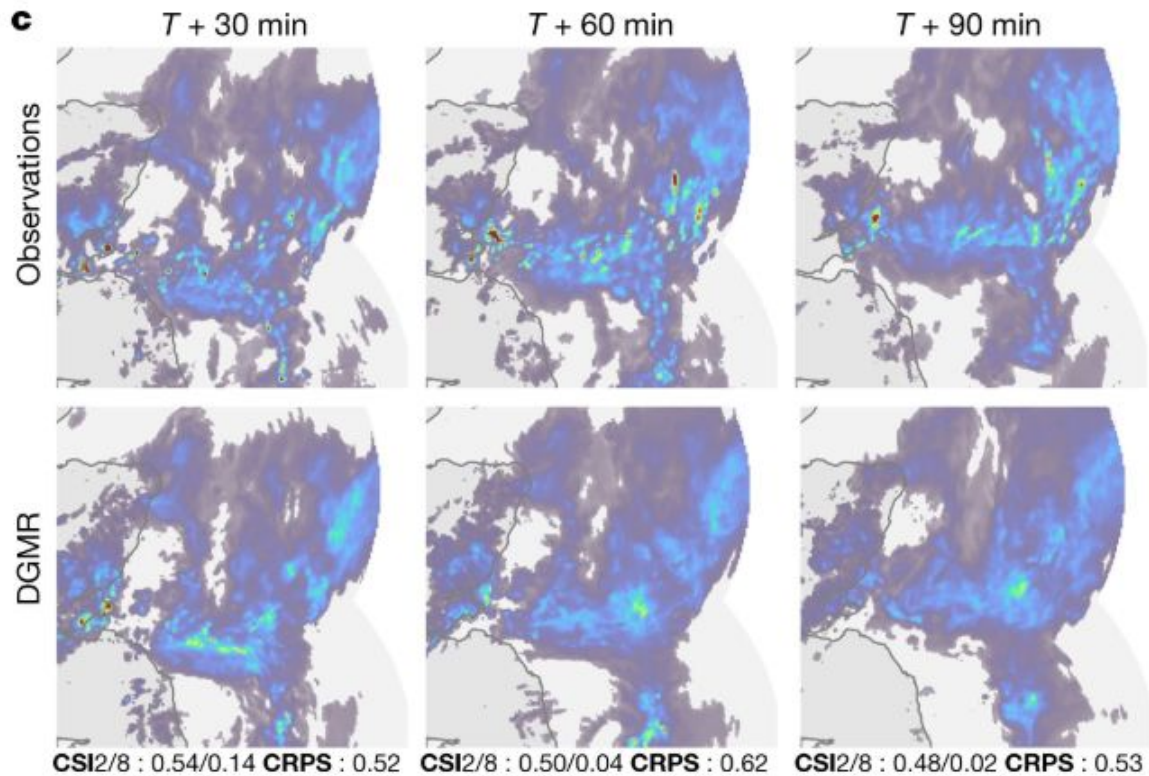 c
T + 30 min T + 60 min T + 90 min
Observations
DGMR
CSI2/8 : 0.54/0.14 CRPS : 0.52 CSI2/8 : 0.50/0.04 CRPS : 0.62 CSI2/8 : 0.48/0.02 CRPS : 0.53